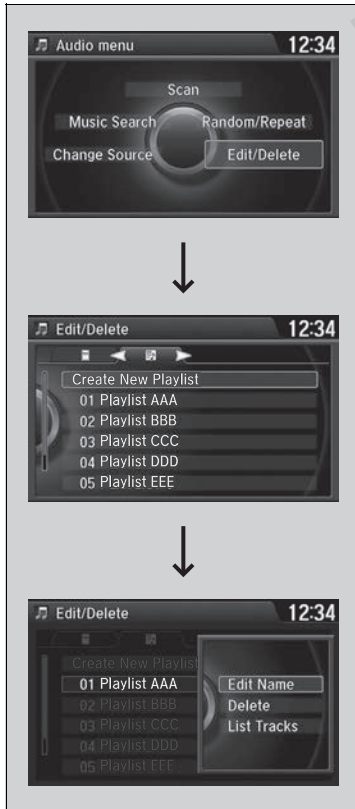 Audio menu 12:34
Scan
Music Search Random/Repeat
Change Source Edit/Delete
Edit/Delete 12:34
Create New Playlist
01 Playlist AAA
02 Playlist BBB
03 Playlist CCC
04 Playlist DDD
05 Playlist EEE
Edit/Delete 12:34
Create New Playlist
01 Playlist AAA Edit Name
02 Playlist BBB Delete
03 Playlist CCC List Tracks
04 Playlist DDD
05 Playlist EEE